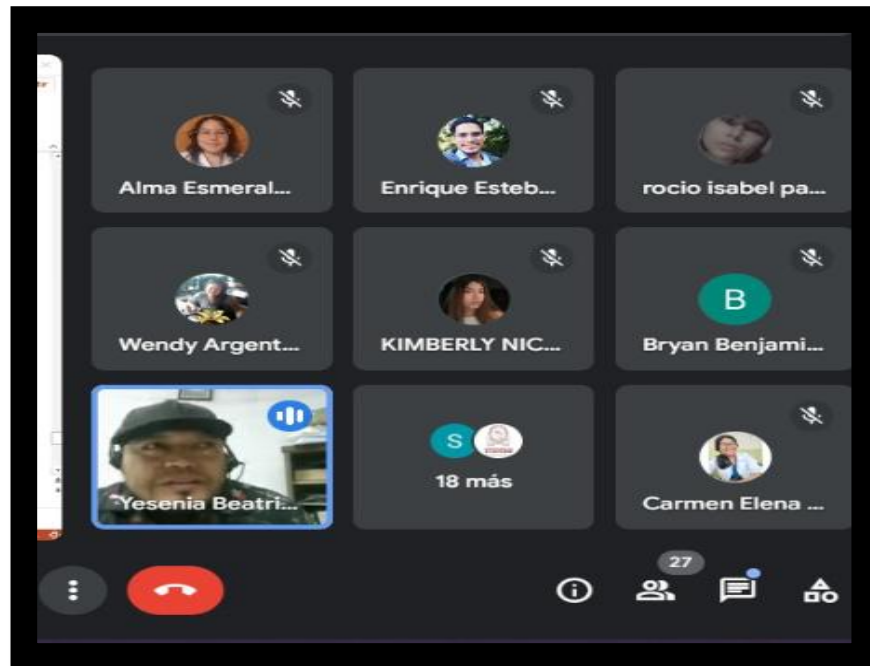 Alma Esmeral...
Enrique Esteb...
rocio isabel pa...
Wendy Argent...
KIMBERLY NIC...
B
Bryan Benjami...
Yesenia Beatri...
S
18 más
Carmen Elena ...
27